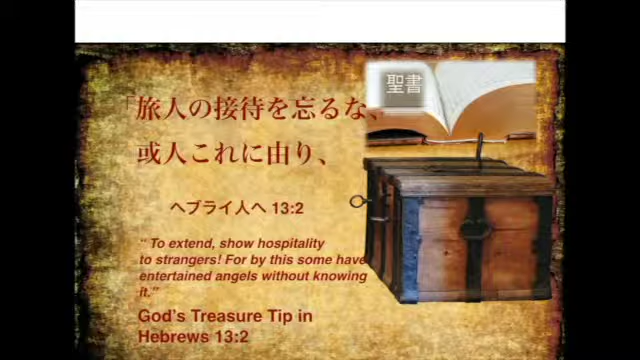 「旅人の接待を忘るな、
聖書
或人これに由り、
ヘブライ人へ 13:2
“ To extend, show hospitality
to strangers! For by this some have
entertained angels without knowing
it.”
God’s Treasure Tip in
Hebrews 13:2